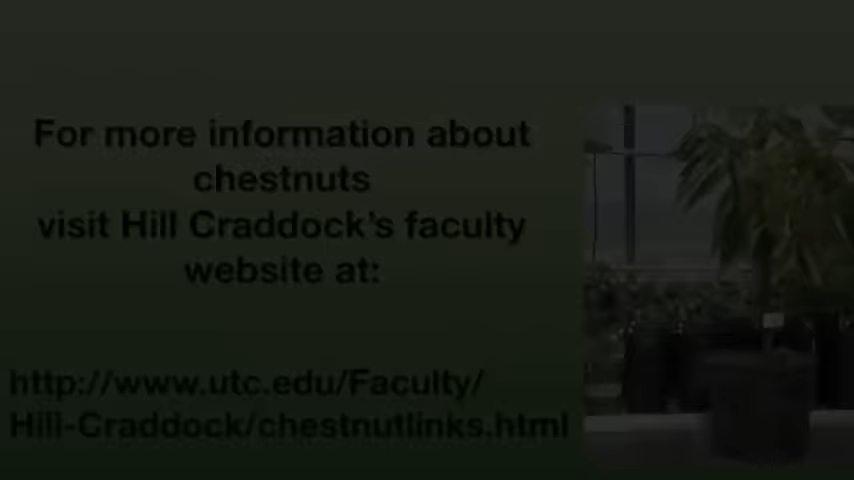 For more information about
chestnuts
visit Hill Craddock's faculty
website at:
http://www.utc.edu/Faculty/
Hill-Craddock/chestnutlinks.html